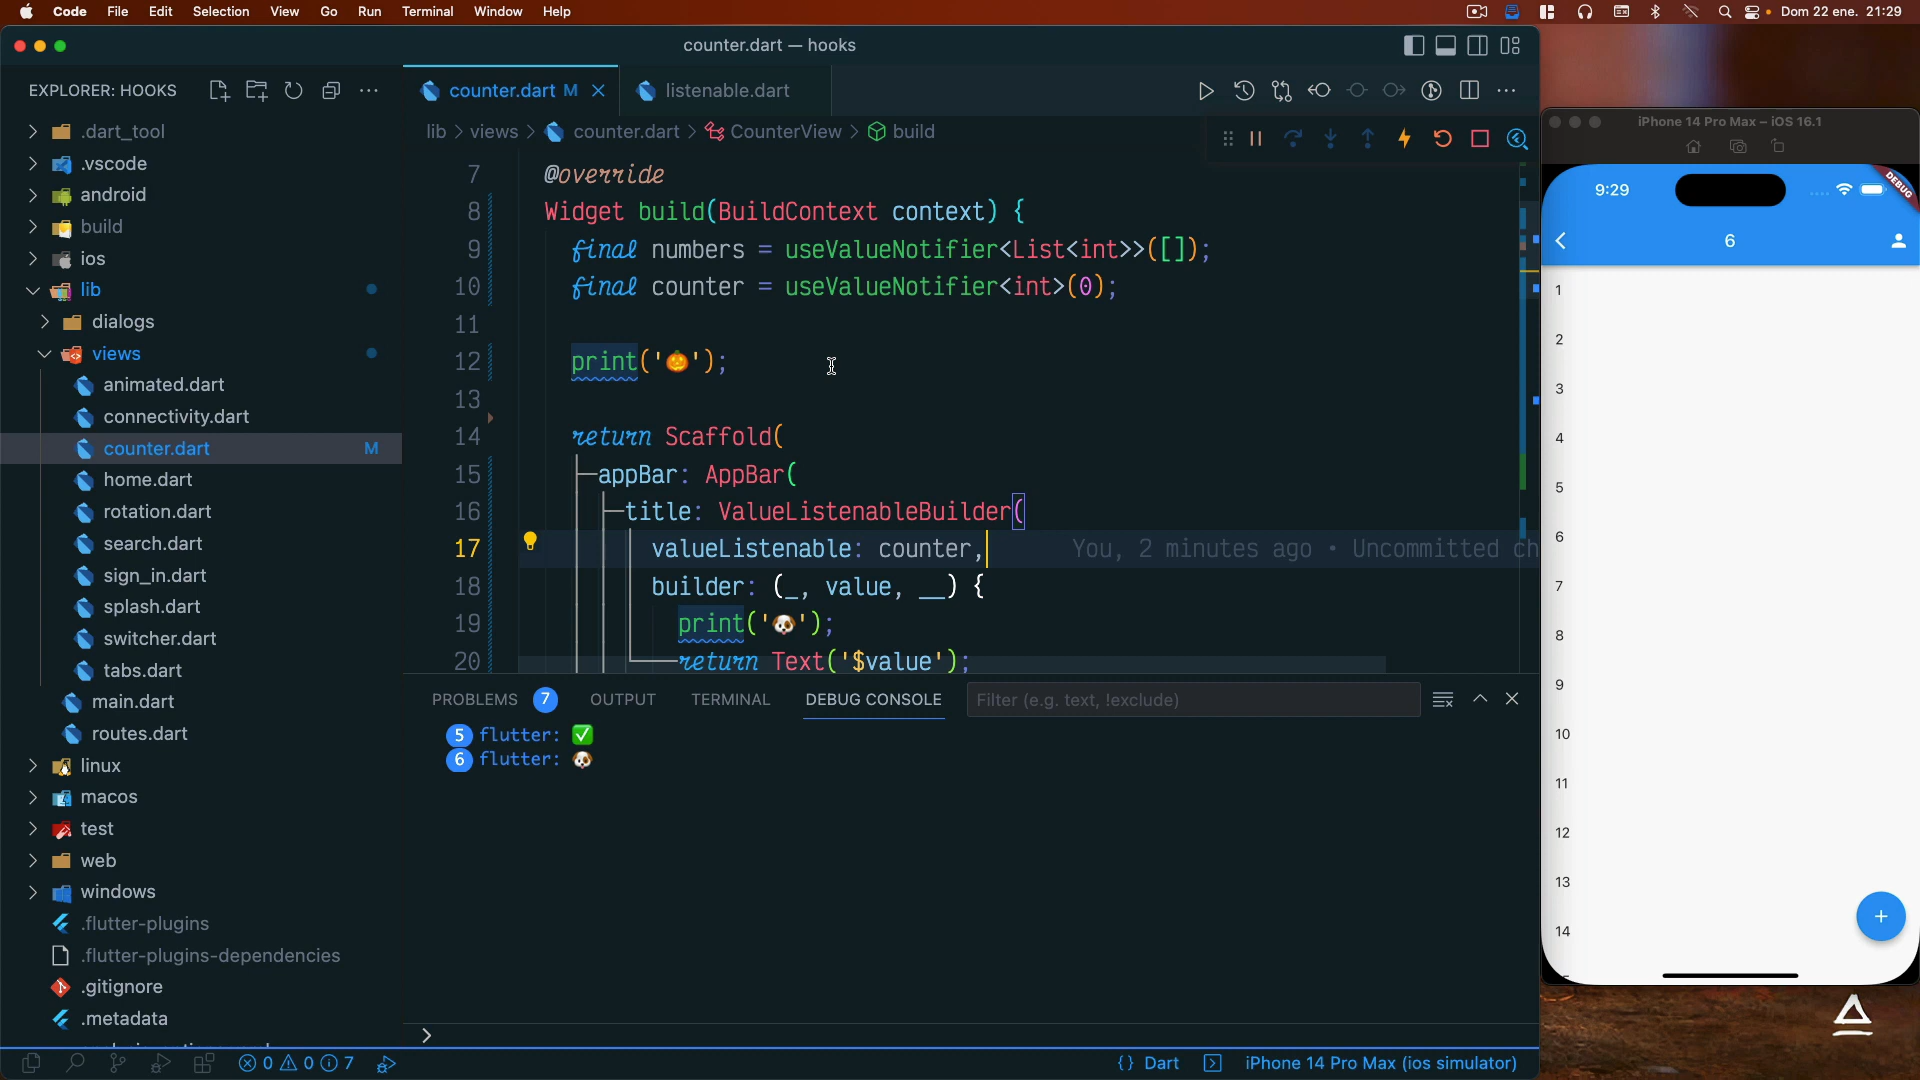 Code File Edit Selection View Go Run Terminal Window Help
Dom 22 ene. 21:29
counter.dart — hooks
EXPLORER: HOOKS
.dart_tool
.vscode
android
build
ios
lib
dialogs
views
animated.dart
connectivity.dart
counter.dart M
home.dart
rotation.dart
search.dart
sign_in.dart
splash.dart
switcher.dart
tabs.dart
main.dart
routes.dart
linux
macos
test
web
windows
.flutter-plugins
.flutter-plugins-dependencies
.gitignore
.metadata
counter.dart M
listenable.dart
lib > views > counter.dart > CounterView > build
7 @override
8 Widget build(BuildContext context) {
9 final numbers = useValueNotifier<List<int>>([]);
10 final counter = useValueNotifier<int>(0);
11
12 print('🎃');
13
14 return Scaffold(
15 appBar: AppBar(
16 title: ValueListenableBuilder(
17 valueListenable: counter, You, 2 minutes ago • Uncommitted ch
18 builder: (_, value, __) {
19 print('🐶');
20 return Text('$value');
PROBLEMS 7 OUTPUT TERMINAL DEBUG CONSOLE
Filter (e.g. text, !exclude)
5 flutter: ✅
6 flutter: 🐶
0 0 7
{} Dart
iPhone 14 Pro Max (ios simulator)
iPhone 14 Pro Max – iOS 16.1
9:29
DEBUG
6
1
2
3
4
5
6
7
8
9
10
11
12
13
14